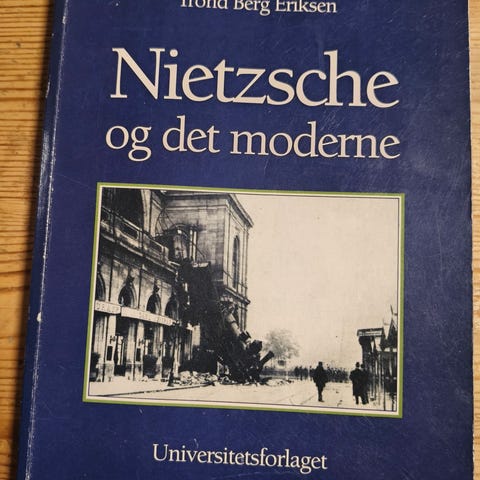 Trond Berg Eriksen
Nietzsche
og det moderne
Universitetsforlaget